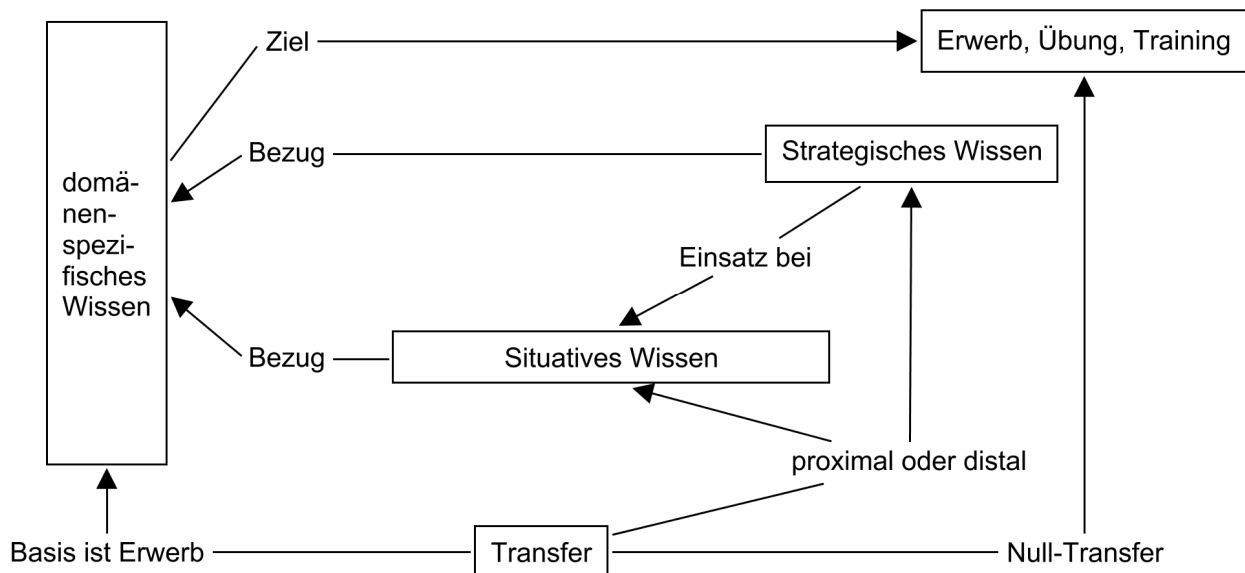 Ziel
Erwerb, Übung, Training
Bezug
Strategisches Wissen
domä-
nen-
spezi-
fisches
Wissen
Einsatz bei
Bezug
Situatives Wissen
proximal oder distal
Basis ist Erwerb
Transfer
Null-Transfer